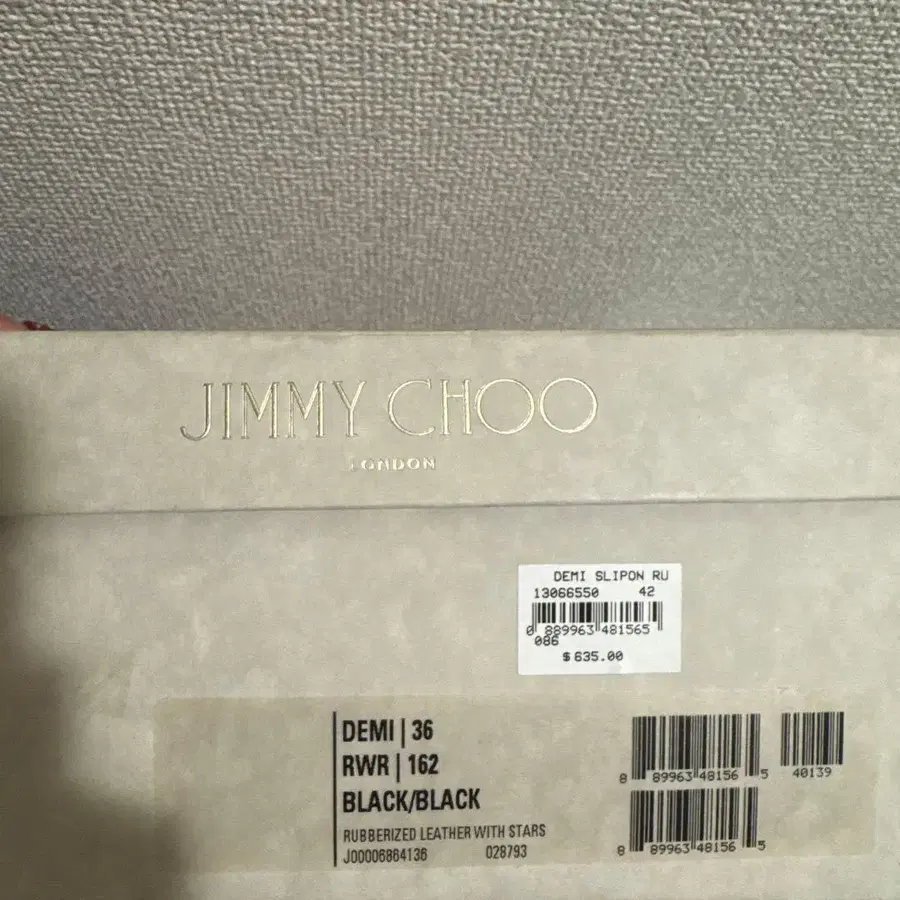 JIMMY CHOO
LONDON
DEMI SLIPON RU
13066550 42
0 889963 481565
086
$635.00
DEMI | 36
RWR | 162
BLACK/BLACK
RUBBERIZED LEATHER WITH STARS
J00006864136 028793
8 89963 48156 5 40139
8 89963 48156 5